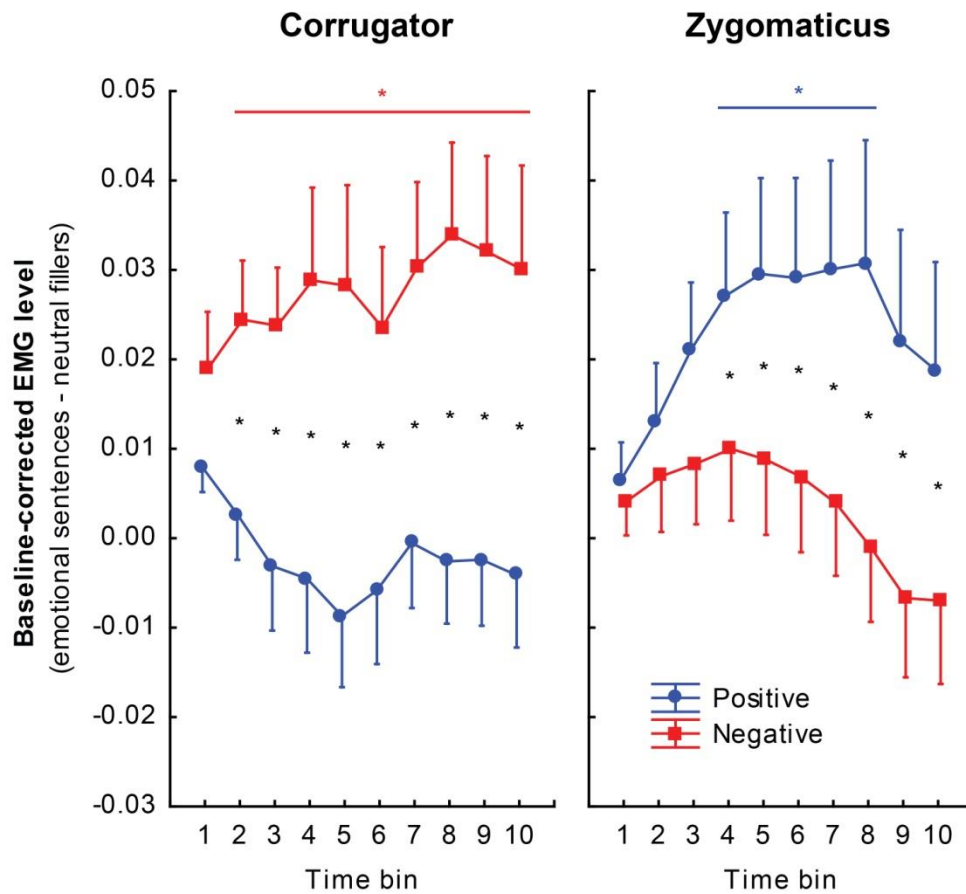 Corrugator
Zygomaticus
Baseline-corrected EMG level
(emotional sentences - neutral fillers)
0.05
0.04
0.03
0.02
0.01
0.00
-0.01
-0.02
-0.03
*
* * * * * * * * *
*
* * * * * * *
Positive
Negative
1 2 3 4 5 6 7 8 9 10
1 2 3 4 5 6 7 8 9 10
Time bin
Time bin